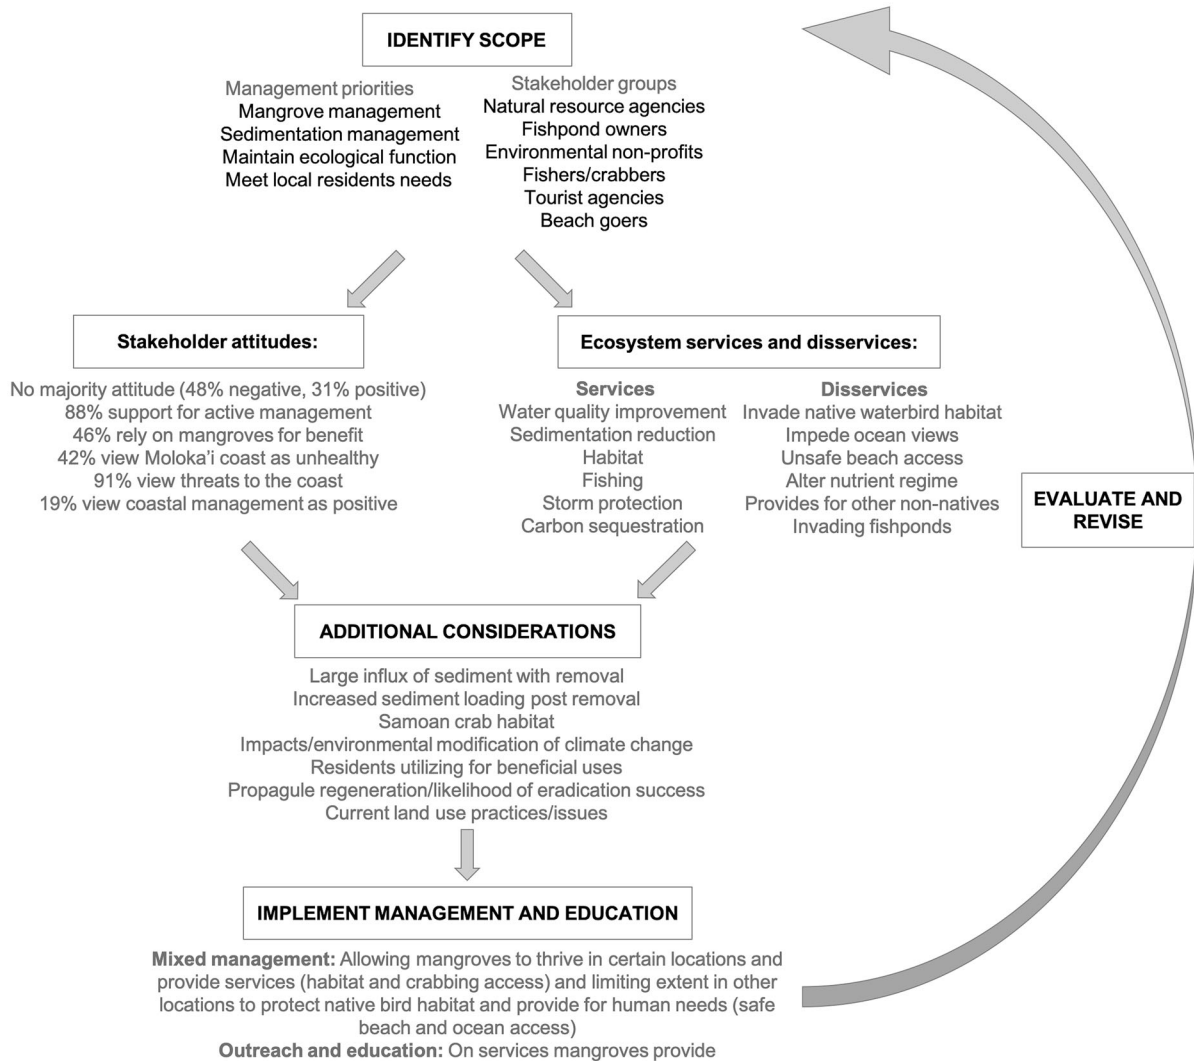 IDENTIFY SCOPE
Management priorities
Mangrove management
Sedimentation management
Maintain ecological function
Meet local residents needs
Stakeholder groups
Natural resource agencies
Fishpond owners
Environmental non-profits
Fishers/crabbers
Tourist agencies
Beach goers
Stakeholder attitudes:
No majority attitude (48% negative, 31% positive)
88% support for active management
46% rely on mangroves for benefit
42% view Moloka’i coast as unhealthy
91% view threats to the coast
19% view coastal management as positive
Ecosystem services and disservices:
Services
Water quality improvement
Sedimentation reduction
Habitat
Fishing
Storm protection
Carbon sequestration
Disservices
Invade native waterbird habitat
Impede ocean views
Unsafe beach access
Alter nutrient regime
Provides for other non-natives
Invading fishponds
EVALUATE AND
REVISE
ADDITIONAL CONSIDERATIONS
Large influx of sediment with removal
Increased sediment loading post removal
Samoan crab habitat
Impacts/environmental modification of climate change
Residents utilizing for beneficial uses
Propagule regeneration/likelihood of eradication success
Current land use practices/issues
IMPLEMENT MANAGEMENT AND EDUCATION
Mixed management: Allowing mangroves to thrive in certain locations and
provide services (habitat and crabbing access) and limiting extent in other
locations to protect native bird habitat and provide for human needs (safe
beach and ocean access)
Outreach and education: On services mangroves provide